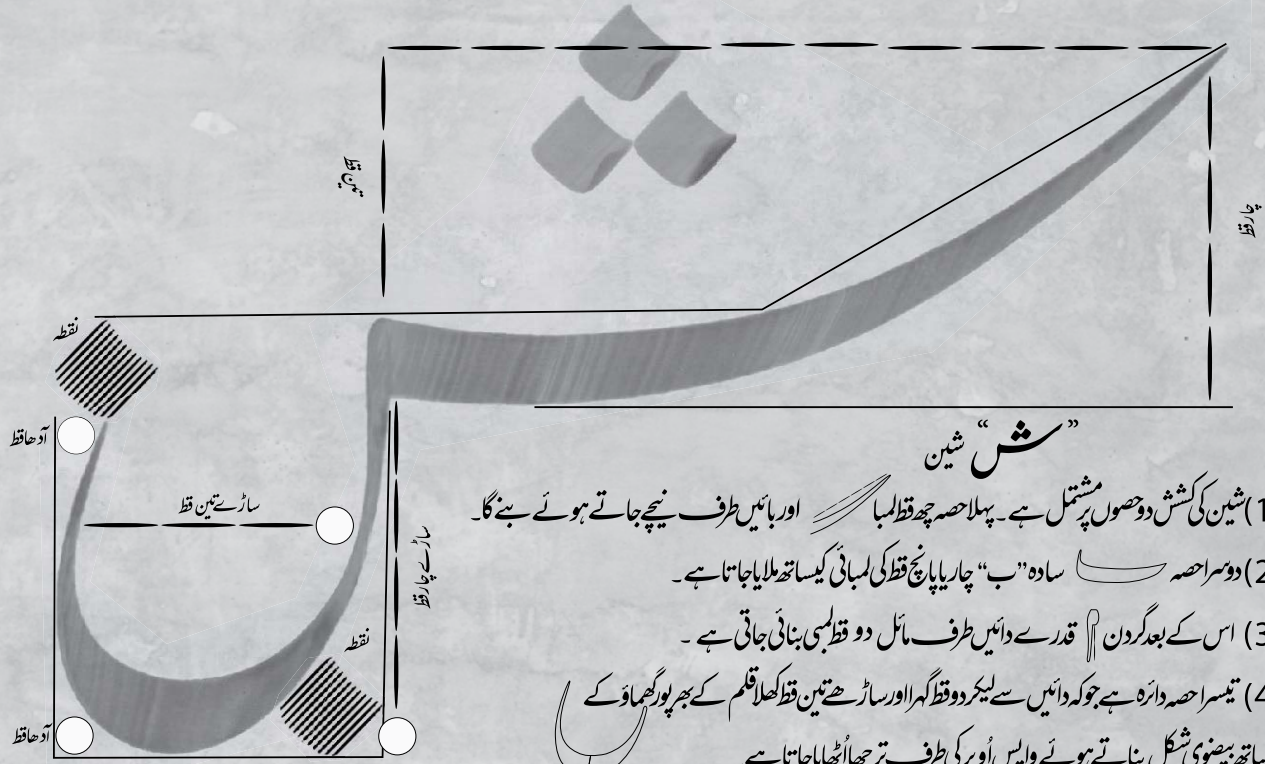 ش
تین قط
چار قط
نقطہ
آدھا قط
ساڑے تین قط
ساڑے چار قط
نقطہ
آدھا قط
”ش“ شین
1) شین کی کشش دو حصوں پر مشتمل ہے۔ پہلا حصہ چھ قط لمبا اور بائیں طرف نیچے جاتے ہوئے بنے گا۔
2) دوسرا حصہ سادہ ”ب“ چار یا پانچ قط کی لمبائی کیساتھ ملایا جاتا ہے۔
3) اس کے بعد گردن قدرے دائیں طرف مائل دو قط لمبی بنائی جاتی ہے ۔
4) تیسرا حصہ دائرہ ہے جو کہ دائیں سے لیکر دو قط گہرا اور ساڑھے تین قط کھلا قلم کے بھرپور گھماؤ کے
ساتھ بیضوی شکل بناتے ہوئے واپس اُوپر کی طرف ترچھا اُٹھایا جاتا ہے